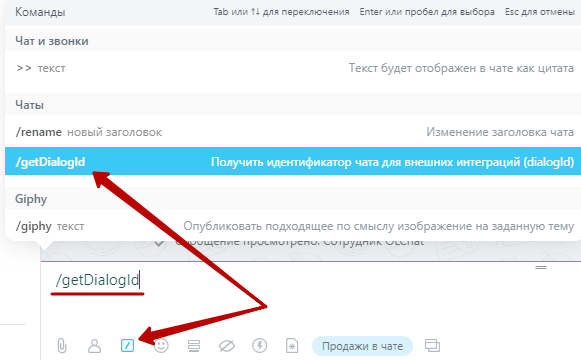 Команды Tab или ↑↓ для переключения Enter или пробел для выбора Esc для отмены
Чат и звонки
>> текст Текст будет отображен в чате как цитата
Чаты
/rename новый заголовок Изменение заголовка чата
/getDialogId Получить идентификатор чата для внешних интеграций (dialogId)
Giphy
/giphy текст Опубликовать подходящее по смыслу изображение на заданную тему
просмотрено: Сотрудник OLChat
/getDialogId
Продажи в чате